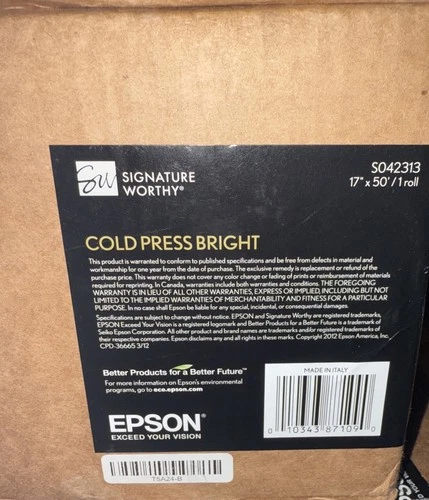 Sw SIGNATURE
WORTHY®
S042313
17" x 50' / 1 roll
COLD PRESS BRIGHT
This product is warranted to conform to published specifications and be free from defects in material and
workmanship for one year from the date of purchase. The exclusive remedy is replacement or refund of the
purchase price. This warranty does not cover any color change or fading of prints or reimbursement of materials
required for reprinting. In Canada, warranties include both warranties and conditions. THE FOREGOING
WARRANTY IS IN LIEU OF ALL OTHER WARRANTIES, EXPRESS OR IMPLIED, INCLUDING BUT NOT
LIMITED TO THE IMPLIED WARRANTIES OF MERCHANTABILITY AND FITNESS FOR A PARTICULAR
PURPOSE. In no case shall Epson be liable for any special, incidental, or consequential damages.
Specifications are subject to change without notice. EPSON and Signature Worthy are registered trademarks,
EPSON Exceed Your Vision is a registered logomark and Better Products for a Better Future is a trademark of
Seiko Epson Corporation. All other product and brand names are trademarks and/or registered trademarks of
their respective companies. Epson disclaims any and all rights in these marks. Copyright 2012 Epson America, Inc.
CPD-36665 3/12
Better Products for a Better Future™
For more information on Epson's environmental
programs, go to eco.epson.com
MADE IN ITALY
0 10343 87109 0
EPSON®
EXCEED YOUR VISION
T5A24-B